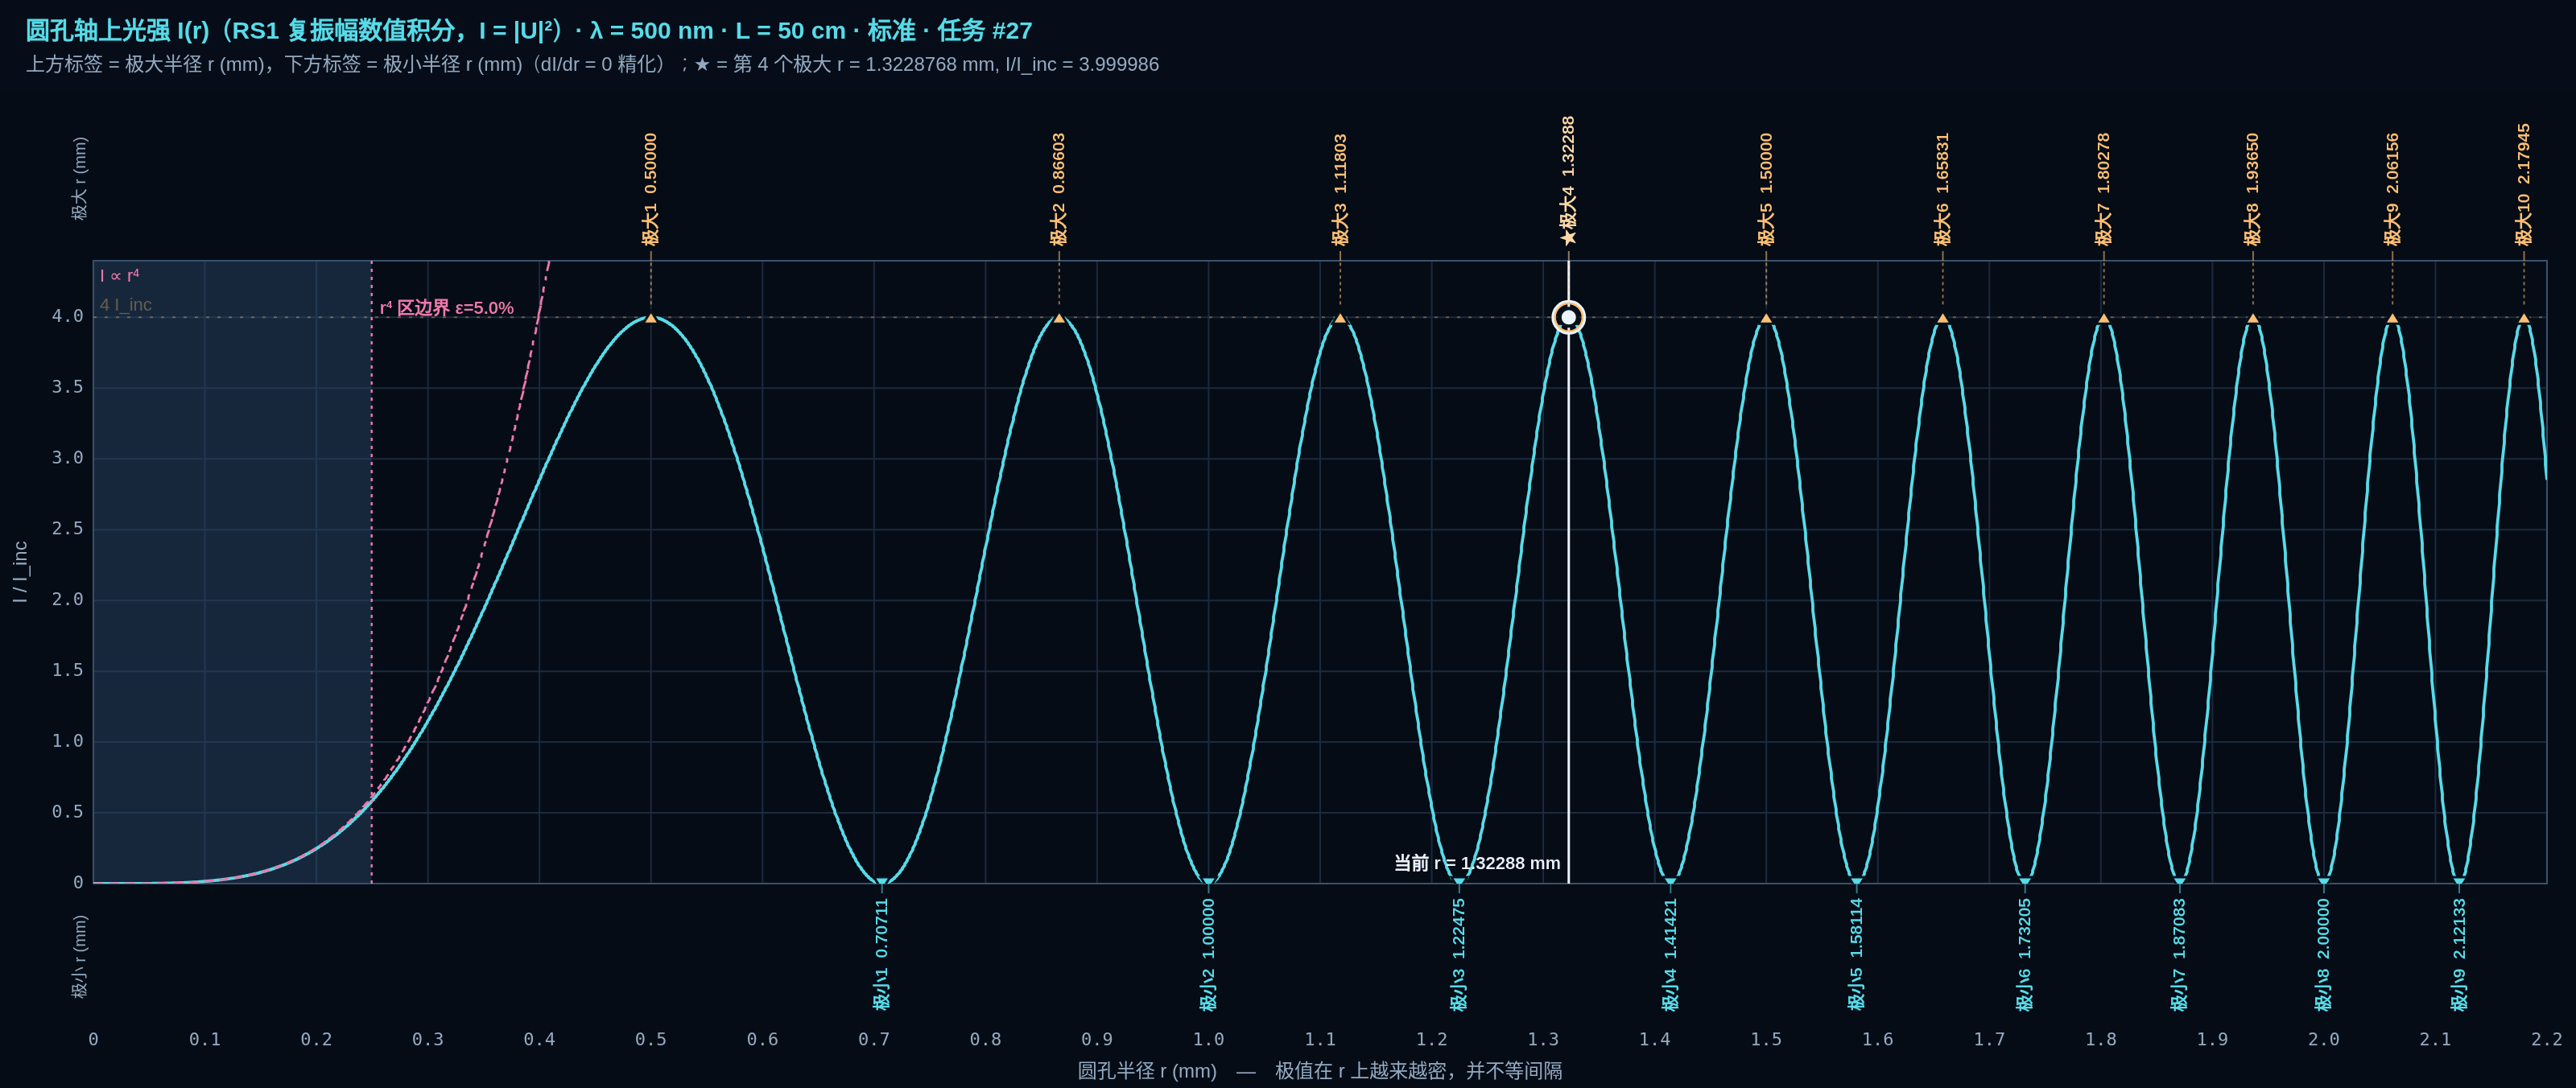 圆孔轴上光强 I(r)（RS1 复振幅数值积分，I = |U|²）· λ = 500 nm · L = 50 cm · 标准 · 任务 #27
上方标签 = 极大半径 r (mm)，下方标签 = 极小半径 r (mm)（dI/dr = 0 精化）；★ = 第 4 个极大 r = 1.3228768 mm, I/I_inc = 3.999986
极大 r (mm)
极大1 0.50000
极大2 0.86603
极大3 1.11803
★极大4 1.32288
极大5 1.50000
极大6 1.65831
极大7 1.80278
极大8 1.93650
极大9 2.06156
极大10 2.17945
I ∝ r⁴
4 I_inc
r⁴ 区边界 ε=5.0%
4.0
3.5
3.0
2.5
2.0
1.5
1.0
0.5
0
I / I_inc
当前 r = 1.32288 mm
极小 r (mm)
极小1 0.70711
极小2 1.00000
极小3 1.22475
极小4 1.41421
极小5 1.58114
极小6 1.73205
极小7 1.87083
极小8 2.00000
极小9 2.12133
0 0.1 0.2 0.3 0.4 0.5 0.6 0.7 0.8 0.9 1.0 1.1 1.2 1.3 1.4 1.5 1.6 1.7 1.8 1.9 2.0 2.1 2.2
圆孔半径 r (mm) — 极值在 r 上越来越密，并不等间隔